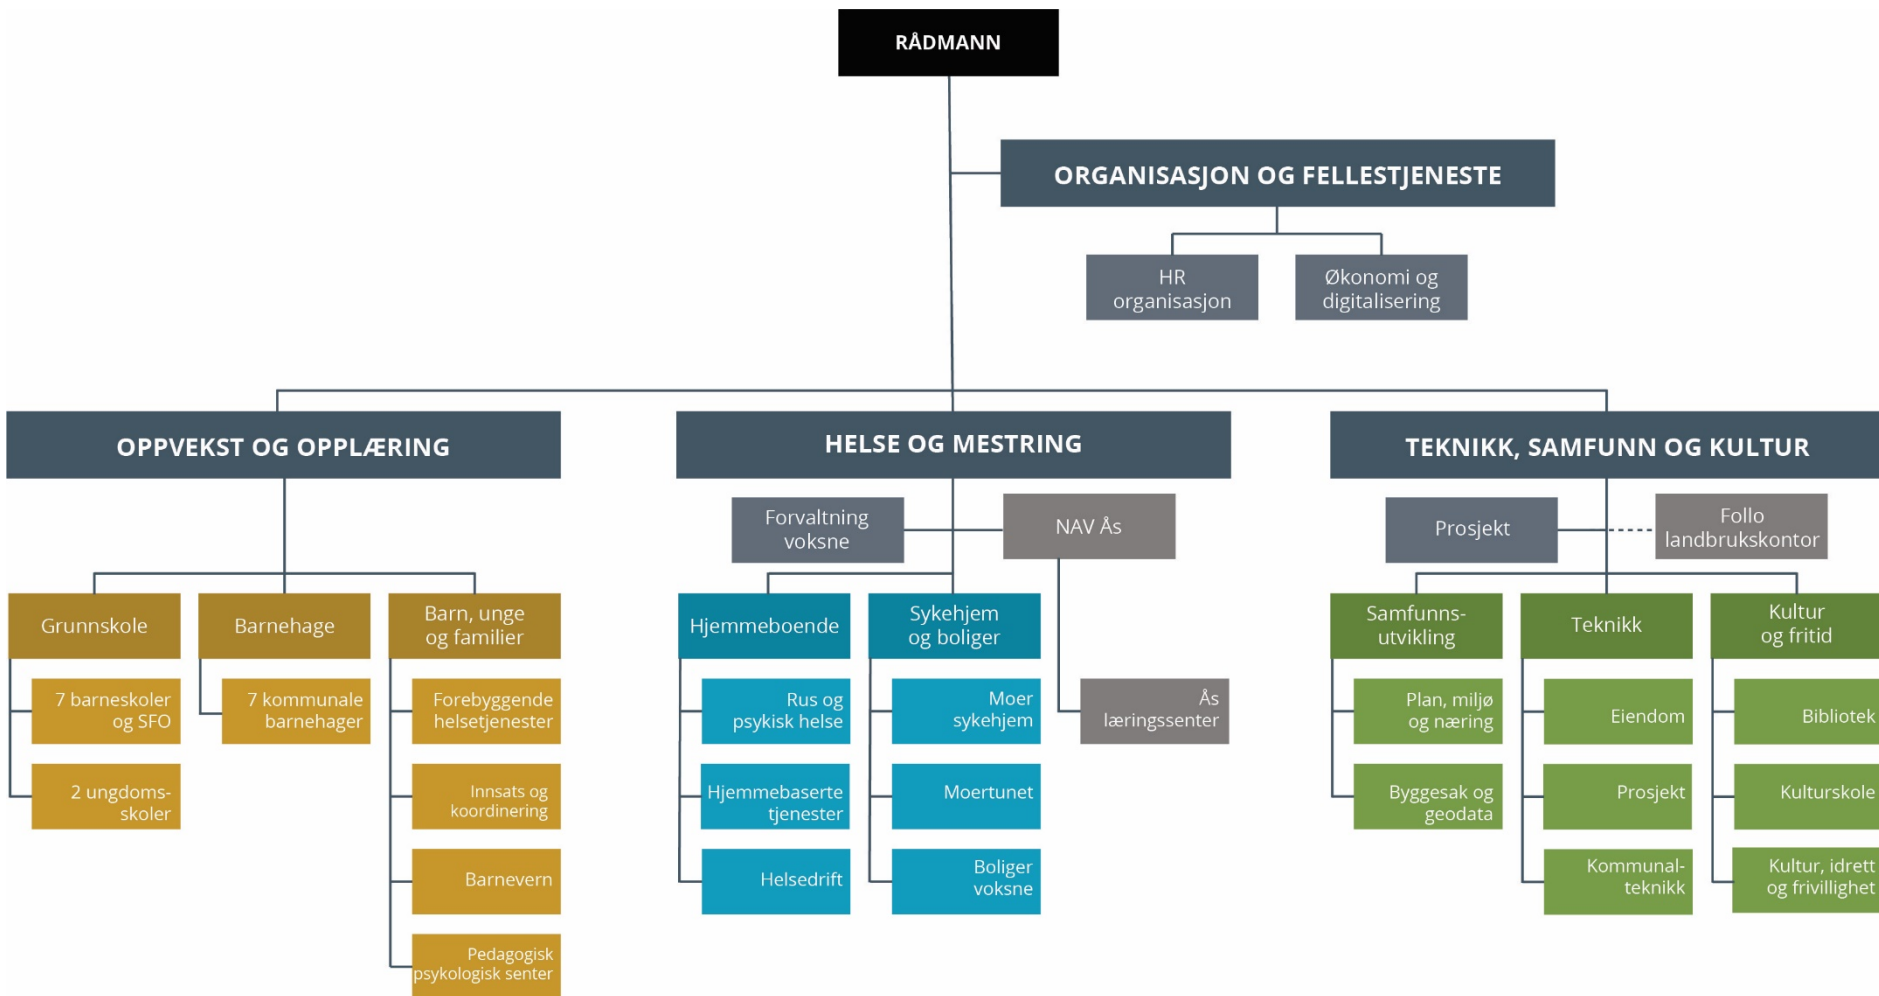 RÅDMANN
ORGANISASJON OG FELLESTJENESTE
HR
organisasjon
Økonomi og
digitalisering
OPPVEKST OG OPPLÆRING
HELSE OG MESTRING
TEKNIKK, SAMFUNN OG KULTUR
Forvaltning
voksne
NAV Ås
Prosjekt
Follo
landbrukskontor
Grunnskole
Barnehage
Barn, unge
og familier
Hjemmeboende
Sykehjem
og boliger
Samfunns-
utvikling
Teknikk
Kultur
og fritid
7 barneskoler
og SFO
7 kommunale
barnehager
Forebyggende
helsetjenester
Rus og
psykisk helse
Moer
sykehjem
Ås
læringssenter
Plan, miljø
og næring
Eiendom
Bibliotek
2 ungdoms-
skoler
Innsats og
koordinering
Hjemmebaserte
tjenester
Moertunet
Byggesak og
geodata
Prosjekt
Kulturskole
Barnevern
Helsedrift
Boliger
voksne
Kommunal-
teknikk
Kultur, idrett
og frivillighet
Pedagogisk
psykologisk senter